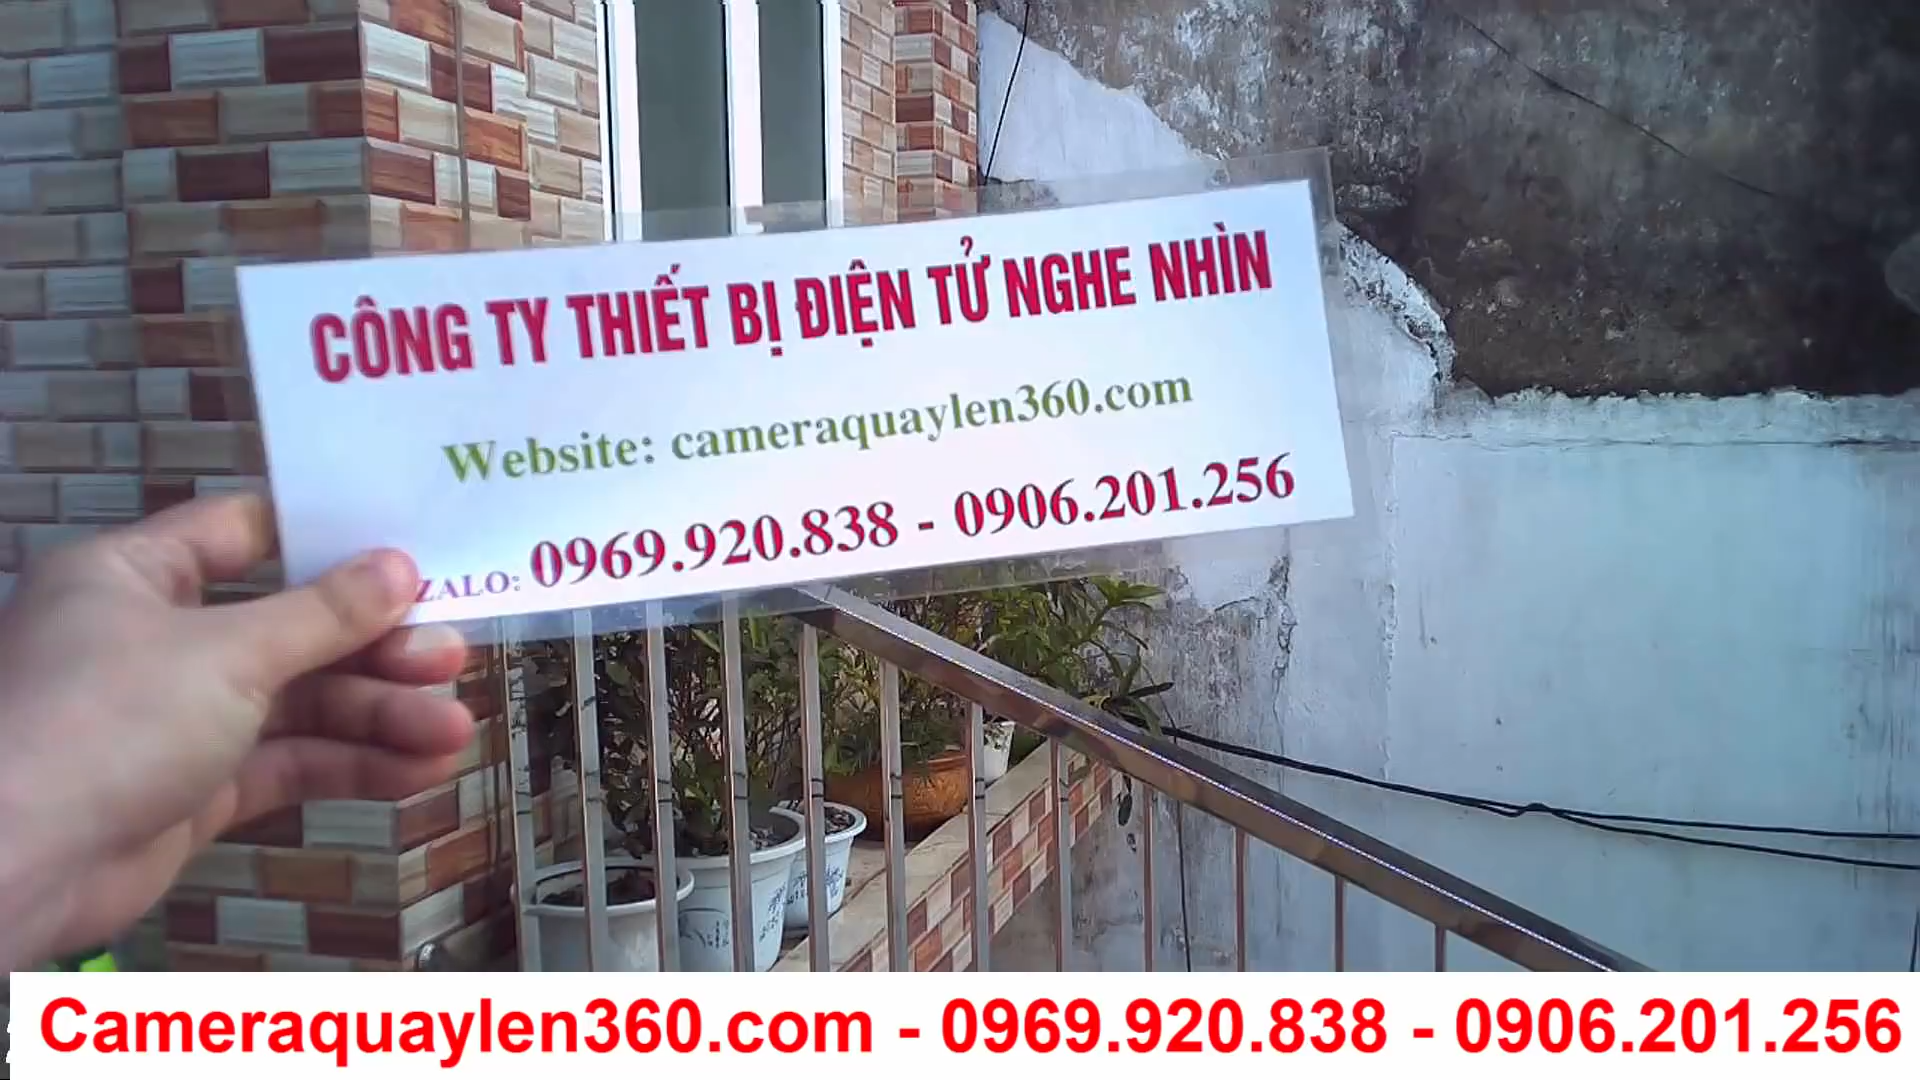 CÔNG TY THIẾT BỊ ĐIỆN TỬ NGHE NHÌN
Website: cameraquaylen360.com
ZALO: 0969.920.838 - 0906.201.256
Cameraquaylen360.com - 0969.920.838 - 0906.201.256